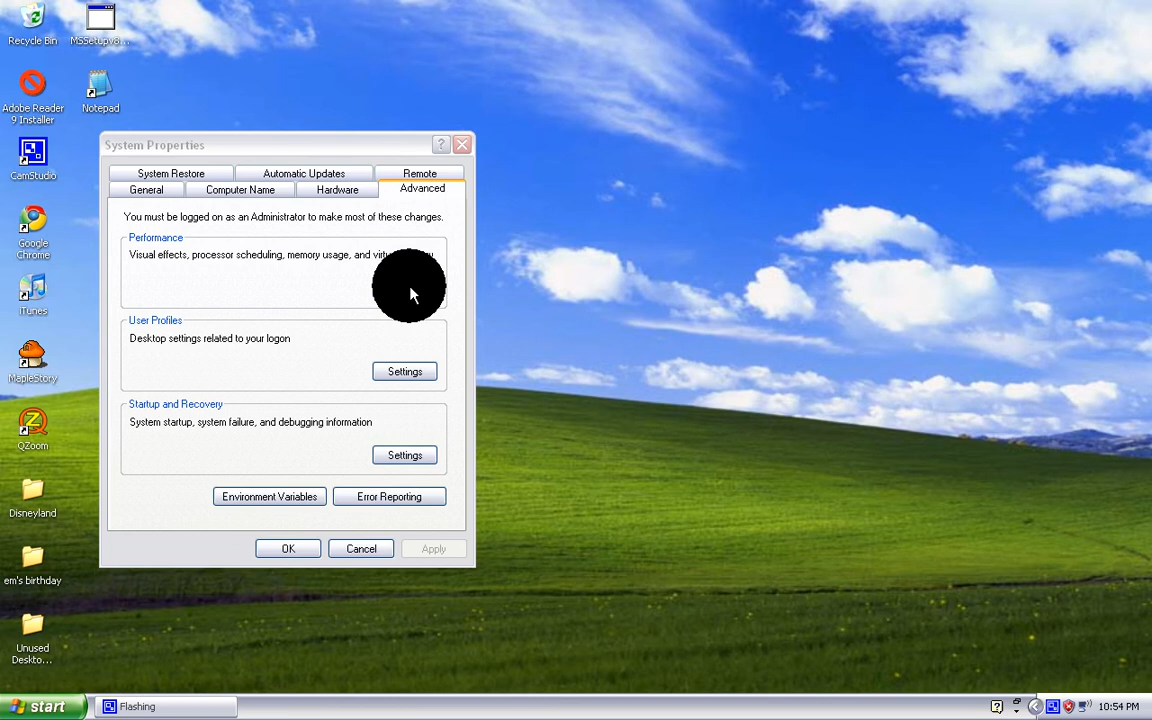 Recycle Bin
MSSetupv8...
Adobe Reader
9 Installer
Notepad
CamStudio
Google
Chrome
iTunes
MapleStory
QZoom
Disneyland
em's birthday
Unused
Deskto...
System Properties
System Restore
Automatic Updates
Remote
General
Computer Name
Hardware
Advanced
You must be logged on as an Administrator to make most of these changes.
Performance
Visual effects, processor scheduling, memory usage, and
User Profiles
Desktop settings related to your logon
Settings
Startup and Recovery
System startup, system failure, and debugging information
Settings
Environment Variables
Error Reporting
OK
Cancel
Apply
start
Flashing
10:54 PM